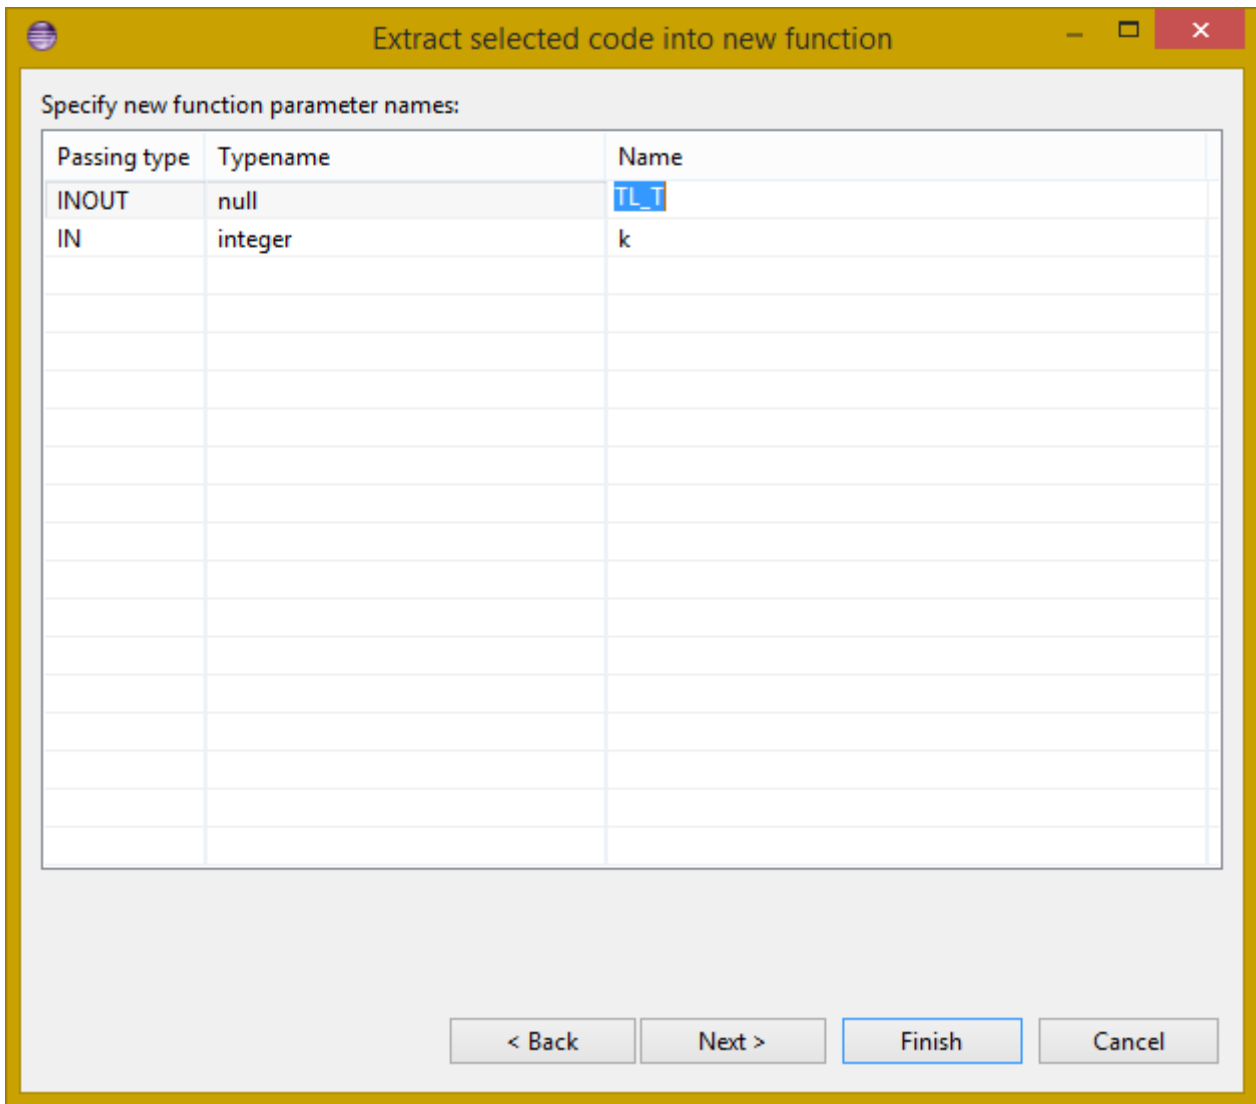 Extract selected code into new function
Specify new function parameter names:
Passing type Typename Name
INOUT null TL_T
IN integer k
< Back Next > Finish Cancel